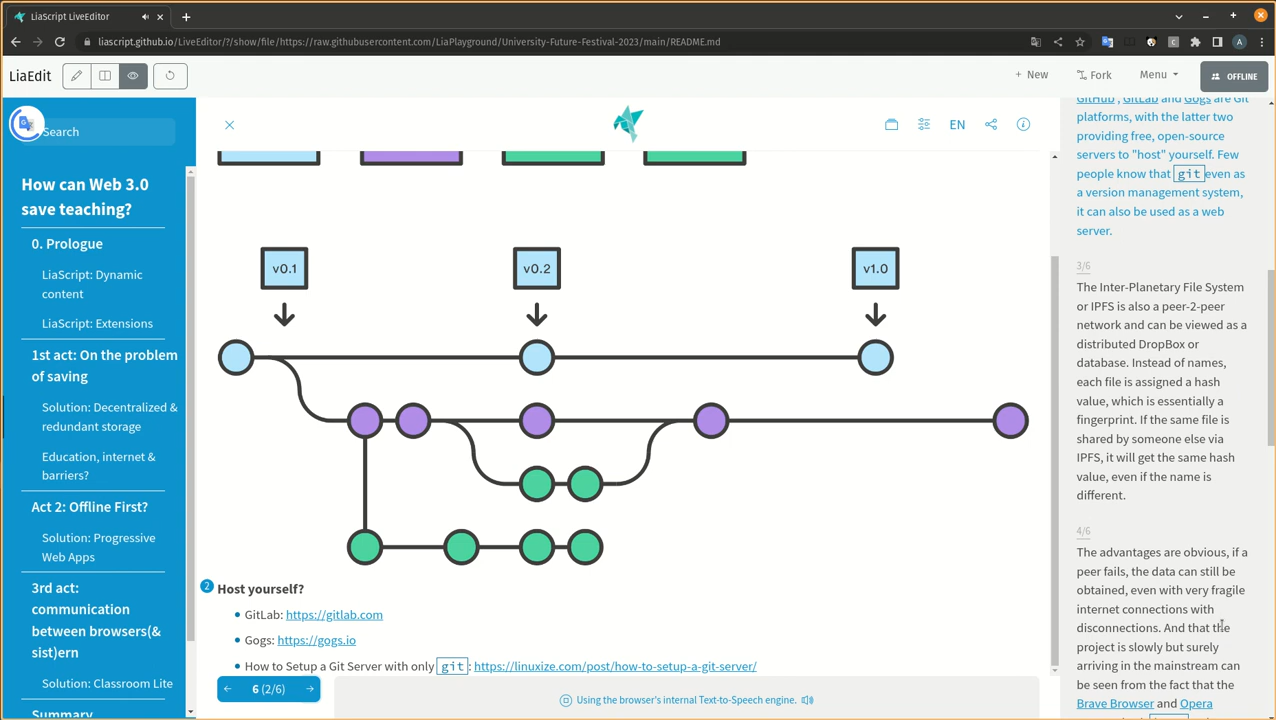 LiaScript LiveEditor
liascript.github.io/LiveEditor/?/show/file/https://raw.githubusercontent.com/LiaPlayground/University-Future-Festival-2023/main/README.md
LiaEdit
+ New
Fork
Menu
OFFLINE
Search
How can Web 3.0
save teaching?
0. Prologue
LiaScript: Dynamic
content
LiaScript: Extensions
1st act: On the problem
of saving
Solution: Decentralized &
redundant storage
Education, internet &
barriers?
Act 2: Offline First?
Solution: Progressive
Web Apps
3rd act:
communication
between browsers(&
sist)ern
Solution: Classroom Lite
Summary
EN
v0.1
v0.2
v1.0
2 Host yourself?
• GitLab: https://gitlab.com
• Gogs: https://gogs.io
• How to Setup a Git Server with only git: https://linuxize.com/post/how-to-setup-a-git-server/
← 6 (2/6) →
Using the browser's internal Text-to-Speech engine.
GitHub , GitLab and Gogs are Git
platforms, with the latter two
providing free, open-source
servers to "host" yourself. Few
people know that git even as
a version management system,
it can also be used as a web
server.
3/6
The Inter-Planetary File System
or IPFS is also a peer-2-peer
network and can be viewed as a
distributed DropBox or
database. Instead of names,
each file is assigned a hash
value, which is essentially a
fingerprint. If the same file is
shared by someone else via
IPFS, it will get the same hash
value, even if the name is
different.
4/6
The advantages are obvious, if a
peer fails, the data can still be
obtained, even with very fragile
internet connections with
disconnections. And that the
project is slowly but surely
arriving in the mainstream can
be seen from the fact that the
Brave Browser and Opera